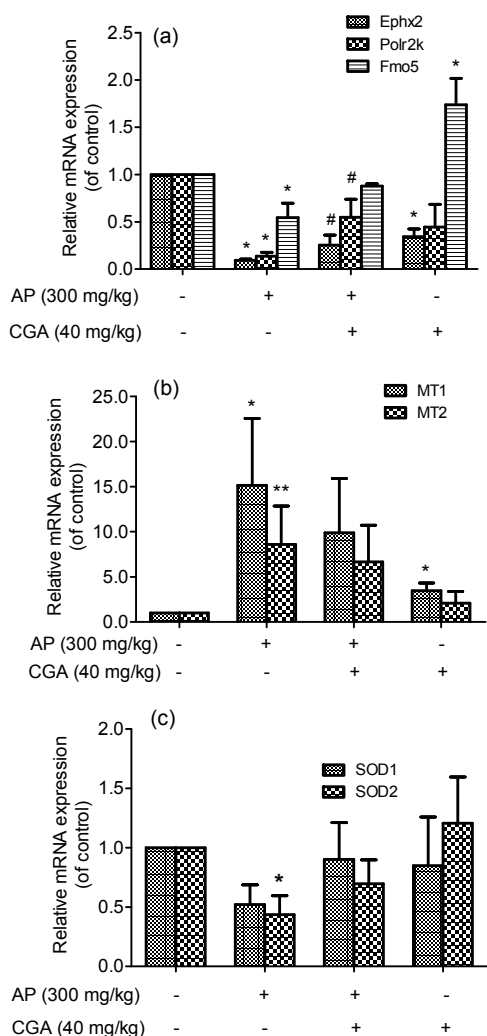 (a)
Ephx2
Polr2k
Fmo5
Relative mRNA expression
(of control)
2.5
2.0
1.5
1.0
0.5
0.0
* * * # # * *
AP (300 mg/kg) - + + -
CGA (40 mg/kg) - - + +
(b)
MT1
MT2
Relative mRNA expression
(of control)
25.0
20.0
15.0
10.0
5.0
0.0
* ** *
AP (300 mg/kg) - + + -
CGA (40 mg/kg) - - + +
(c)
SOD1
SOD2
Relative mRNA expression
(of control)
2.0
1.5
1.0
0.5
0.0
*
AP (300 mg/kg) - + + -
CGA (40 mg/kg) - - + +